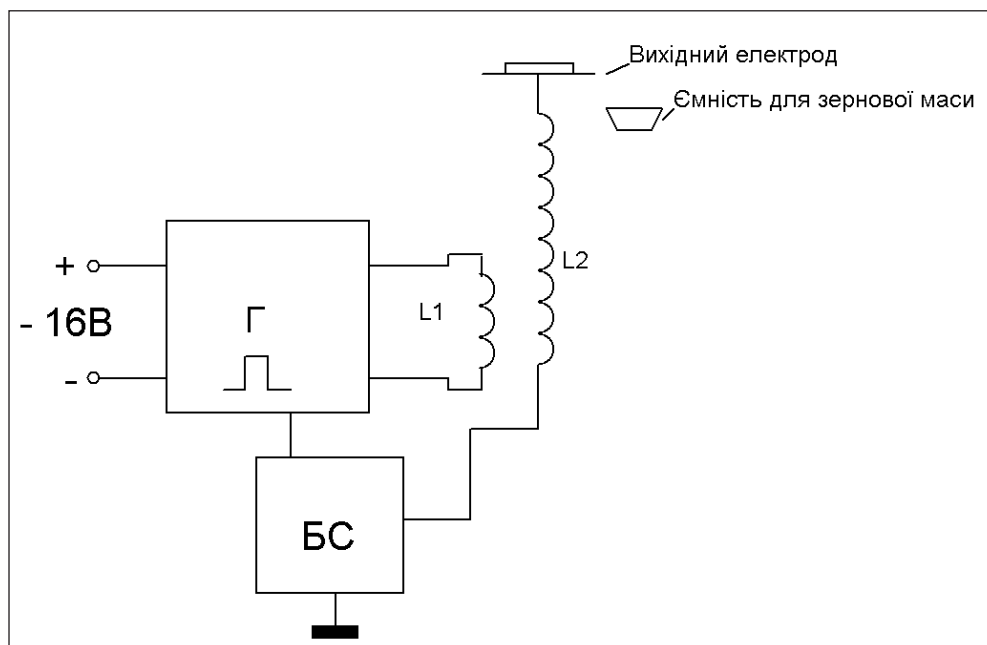 Вихідний електрод
Ємність для зернової маси
+
- 16В
-
Г
L1
L2
БС